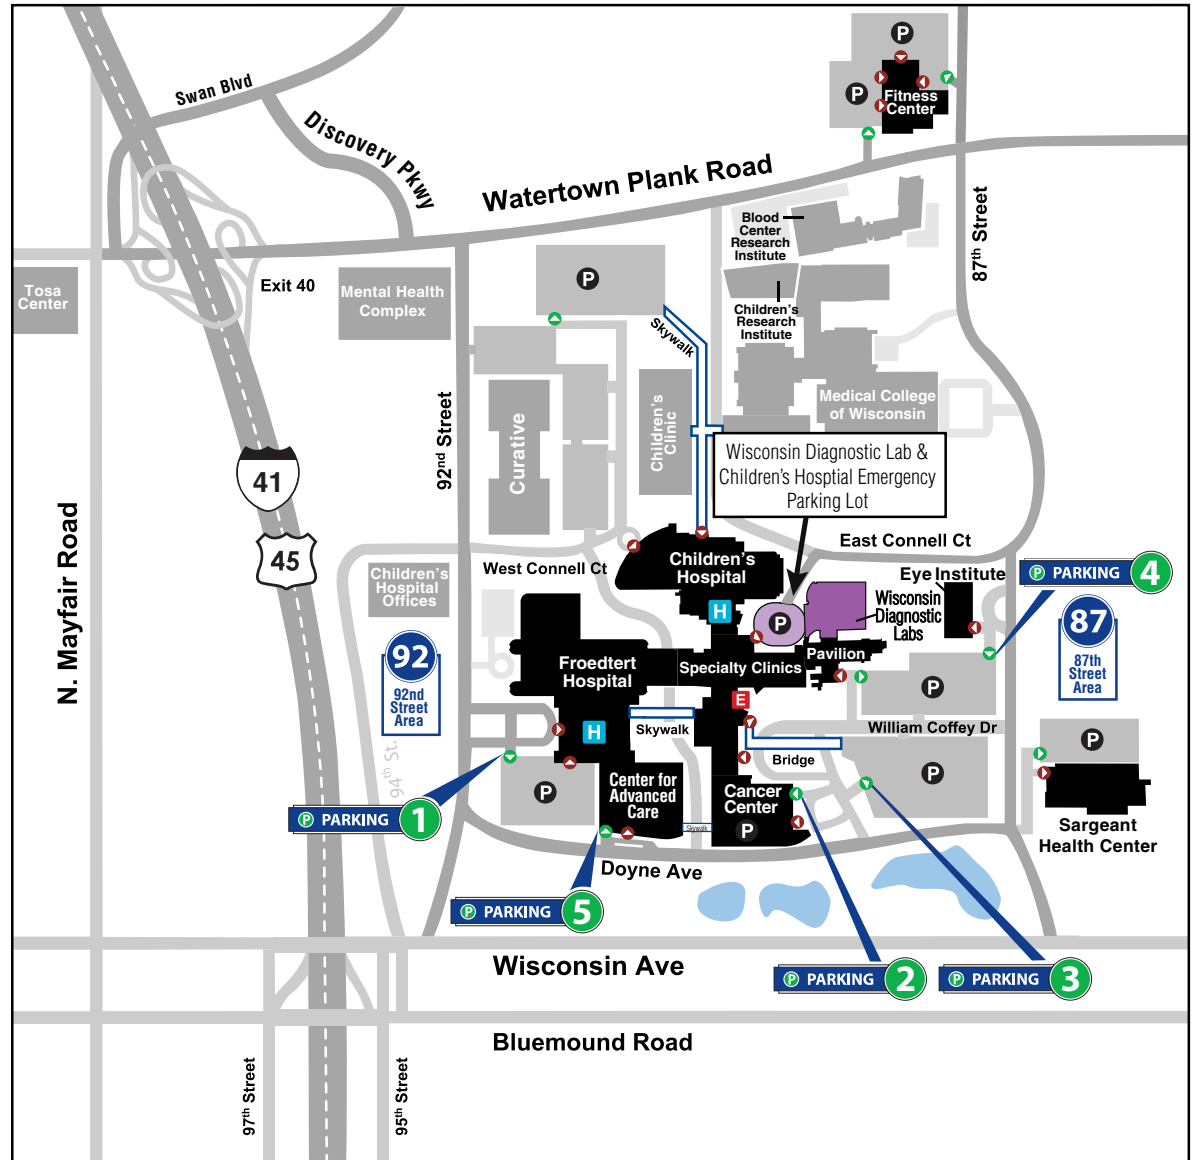 P
P
Fitness
Center
Swan Blvd
Discovery Pkwy
Watertown Plank Road
87th Street
Blood
Center
Research
Institute
Tosa
Center
Exit 40
Mental Health
Complex
P
Skywalk
Children's
Research
Institute
Medical College
of Wisconsin
Children's
Clinic
Curative
92nd Street
Wisconsin Diagnostic Lab &
Children's Hosptial Emergency
Parking Lot
41
45
N. Mayfair Road
East Connell Ct
West Connell Ct
Children's
Hospital
H
Children's
Hospital
Offices
Eye Institute
Wisconsin
Diagnostic
Labs
P PARKING 4
P
Pavilion
92
92nd
Street
Area
87
87th
Street
Area
Froedtert
Hospital
Specialty Clinics
P
E
H
Skywalk
William Coffey Dr
Bridge
94th St.
P
P
P
Center for
Advanced
Care
Cancer
Center
P
Skywalk
P PARKING 1
Sargeant
Health Center
Doyne Ave
P PARKING 5
Wisconsin Ave
P PARKING 2
P PARKING 3
Bluemound Road
97th Street
95th Street